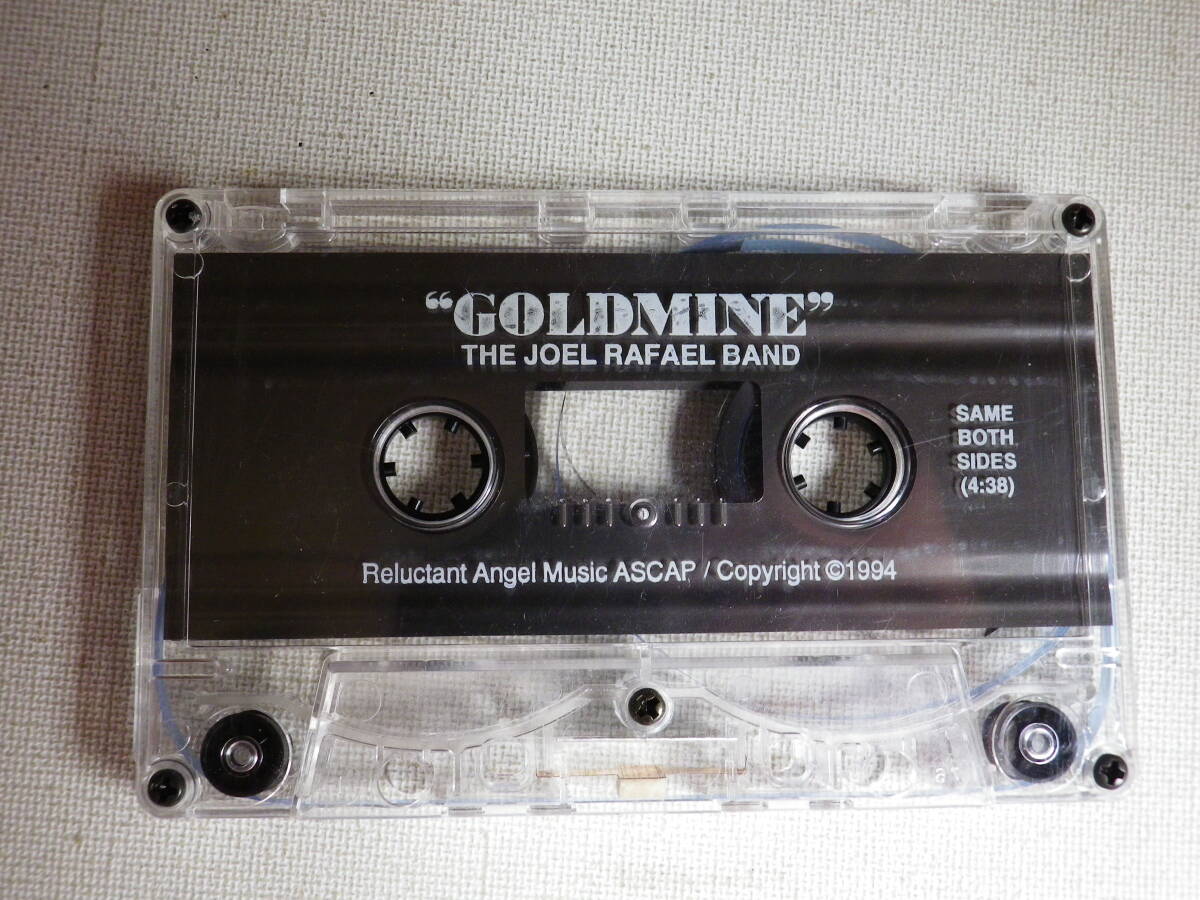 “GOLDMINE”
THE JOEL RAFAEL BAND
SAME
BOTH
SIDES
(4:38)
Reluctant Angel Music ASCAP / Copyright ©1994